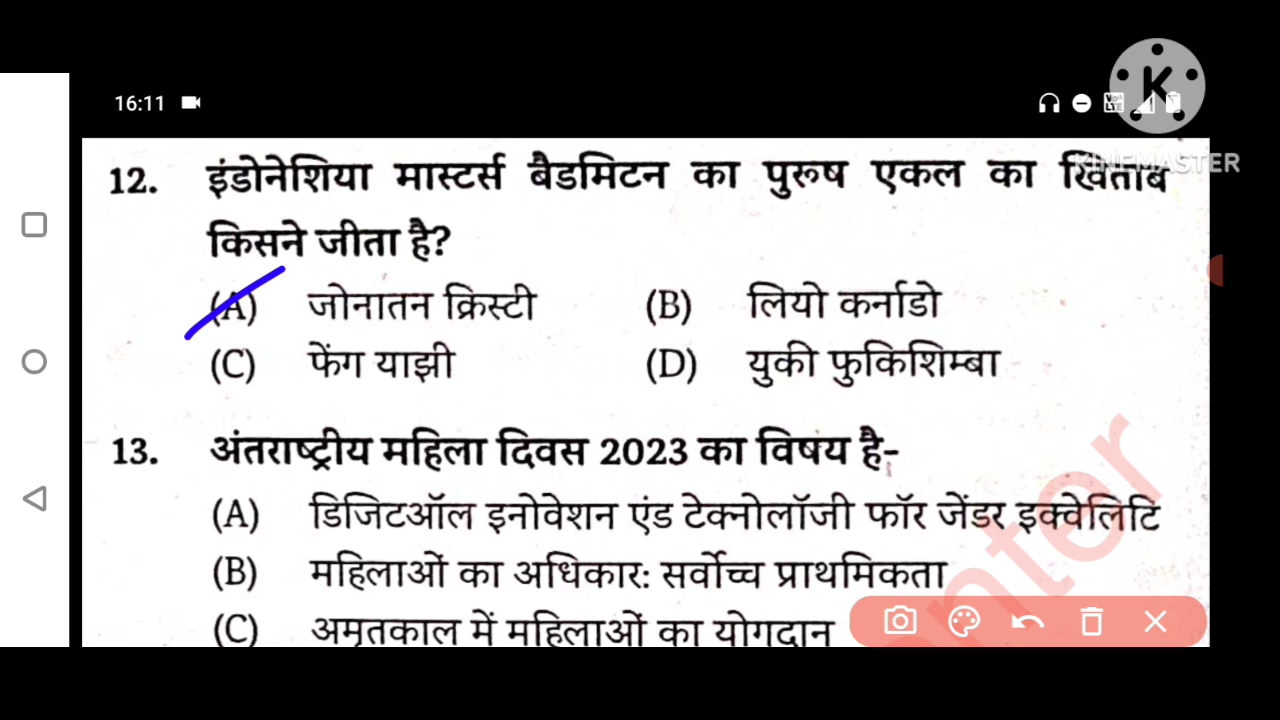 16:11
KINEMASTER
12. इंडोनेशिया मास्टर्स बैडमिटन का पुरुष एकल का खिताब
किसने जीता है?
(A) जोनातन क्रिस्टी (B) लियो कर्नाडो
(C) फेंग याझी (D) युकी फुकिशिम्बा
13. अंतराष्ट्रीय महिला दिवस 2023 का विषय है-
(A) डिजिटऑल इनोवेशन एंड टेक्नोलॉजी फॉर जेंडर इक्वेलिटि
(B) महिलाओं का अधिकार: सर्वोच्च प्राथमिकता
(C) अमृतकाल में महिलाओं का योगदान